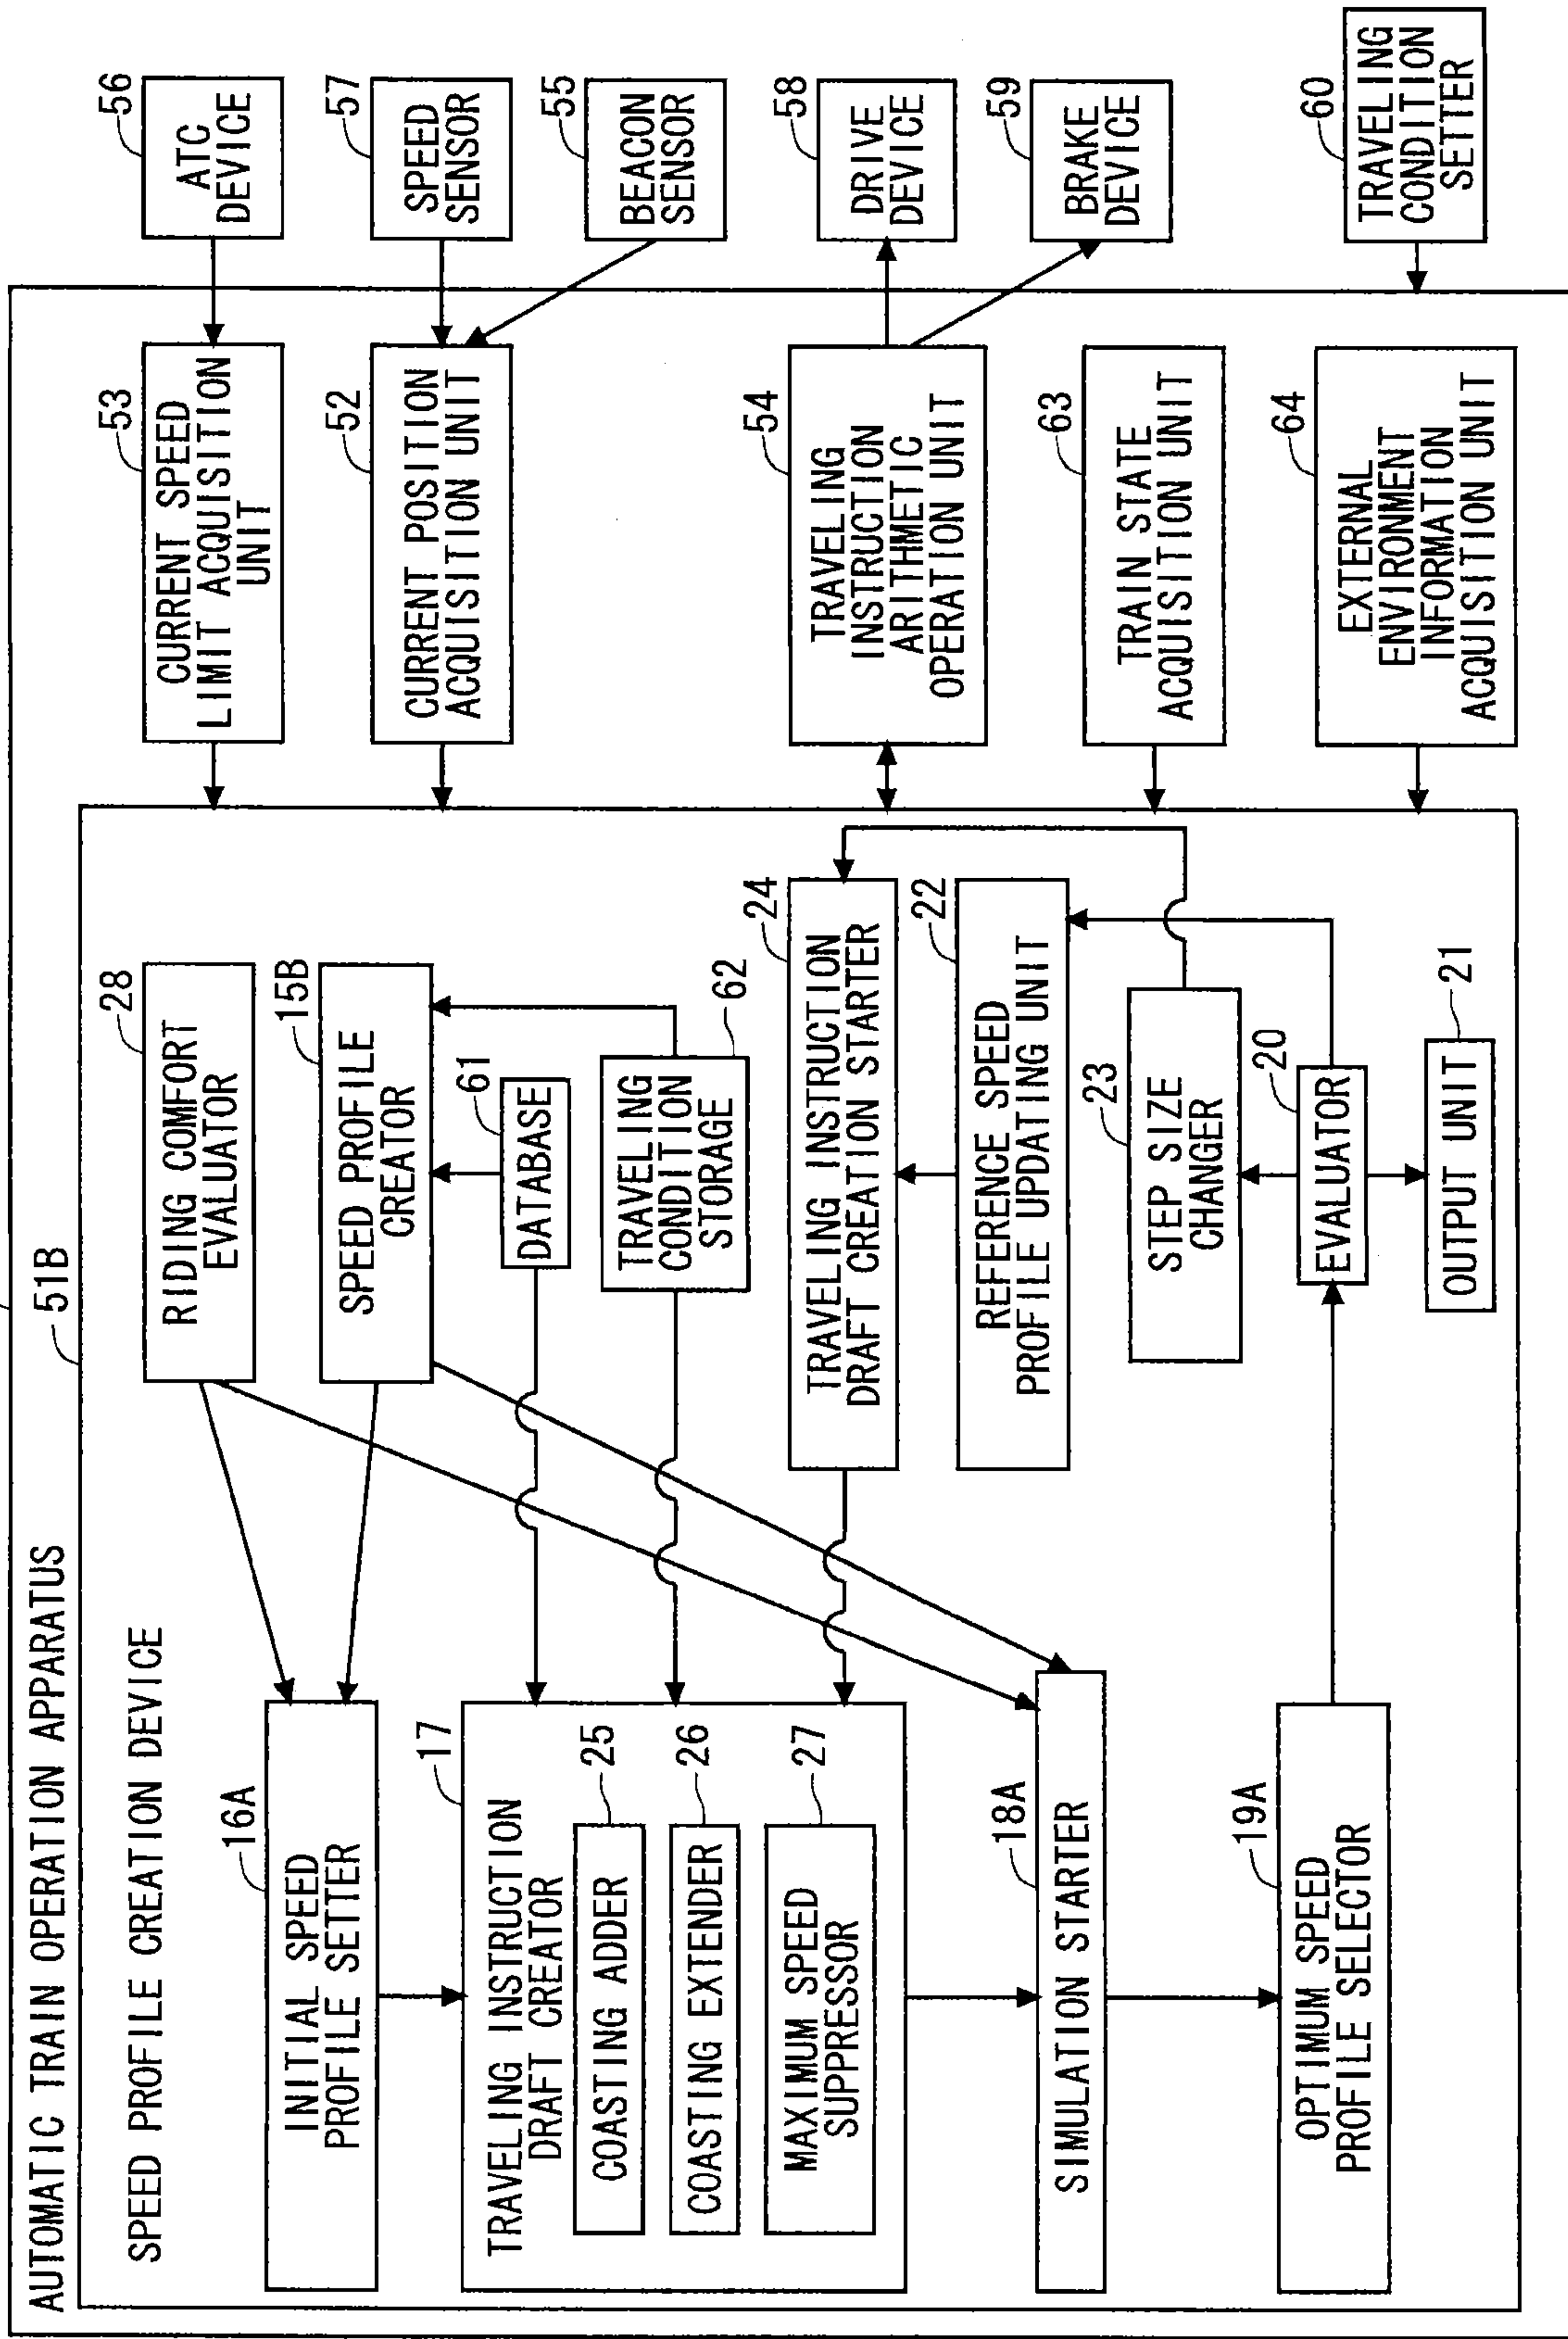 AUTOMATIC TRAIN OPERATION APPARATUS
51B
SPEED PROFILE CREATION DEVICE
16A
INITIAL SPEED
PROFILE SETTER
17
TRAVELING INSTRUCTION
DRAFT CREATOR
25
COASTING ADDER
26
COASTING EXTENDER
27
MAXIMUM SPEED
SUPPRESSOR
18A
SIMULATION STARTER
19A
OPTIMUM SPEED
PROFILE SELECTOR
28
RIDING COMFORT
EVALUATOR
15B
SPEED PROFILE
CREATOR
61
DATABASE
62
TRAVELING
CONDITION
STORAGE
24
TRAVELING INSTRUCTION
DRAFT CREATION STARTER
22
REFERENCE SPEED
PROFILE UPDATING UNIT
23
STEP SIZE
CHANGER
20
EVALUATOR
21
OUTPUT UNIT
53
CURRENT SPEED
LIMIT ACQUISITION
UNIT
52
CURRENT POSITION
ACQUISITION UNIT
54
TRAVELING
INSTRUCTION
ARITHMETIC
OPERATION UNIT
63
TRAIN STATE
ACQUISITION UNIT
64
EXTERNAL
ENVIRONMENT
INFORMATION
ACQUISITION UNIT
56
ATC
DEVICE
57
SPEED
SENSOR
55
BEACON
SENSOR
58
DRIVE
DEVICE
59
BRAKE
DEVICE
60
TRAVELING
CONDITION
SETTER